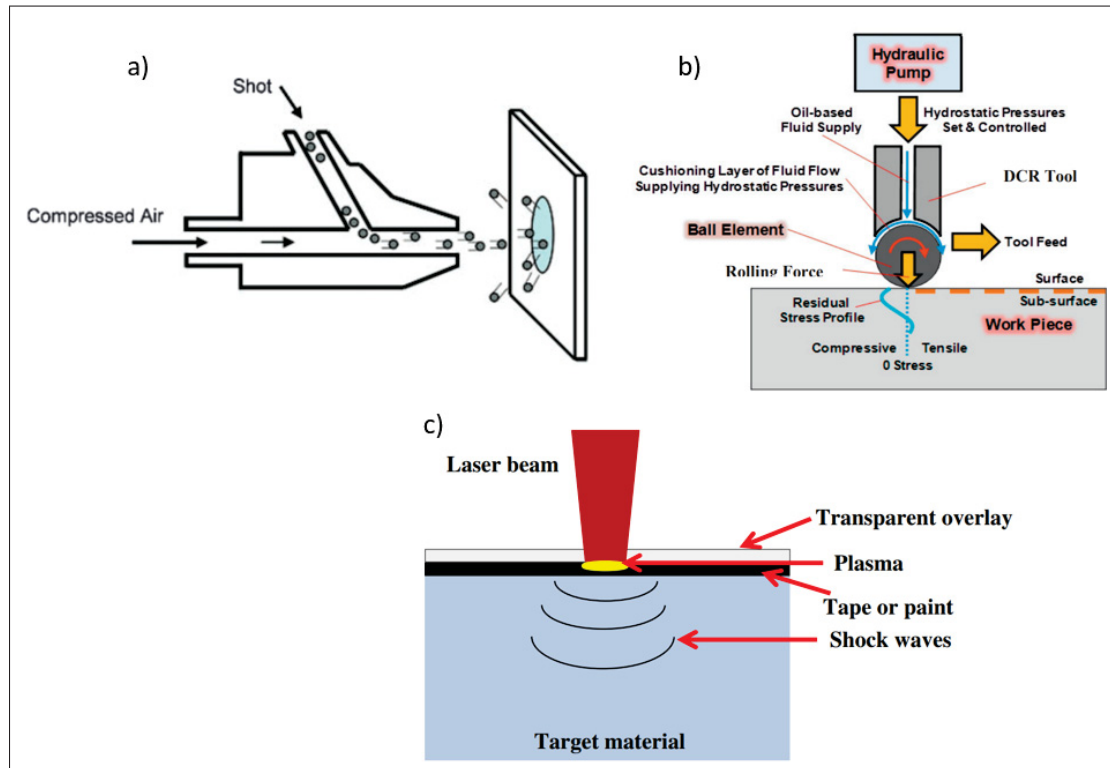 a)
Shot
Compressed Air
b)
Hydraulic
Pump
Oil-based
Fluid Supply
Hydrostatic Pressures
Set & Controlled
Cushioning Layer of Fluid Flow
Supplying Hydrostatic Pressures
DCR Tool
Ball Element
Tool Feed
Rolling Force
Surface
Sub-surface
Residual
Stress Profile
Work Piece
Compressive
Tensile
0 Stress
c)
Laser beam
Transparent overlay
Plasma
Tape or paint
Shock waves
Target material